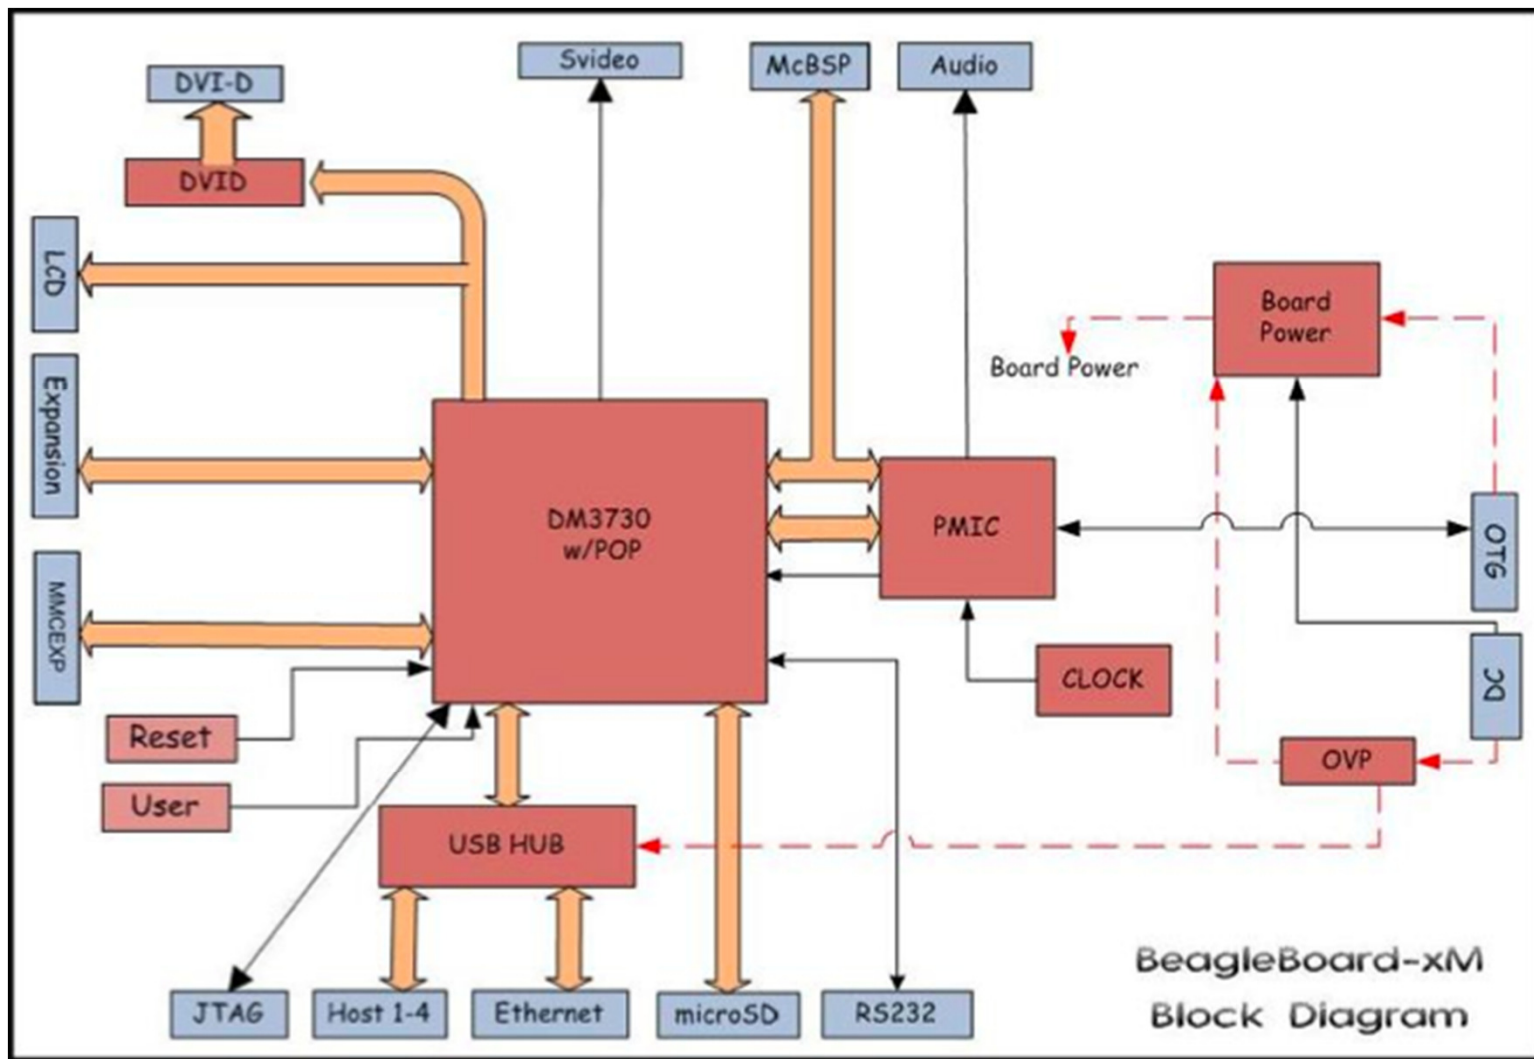 Svideo
McBSP
Audio
DVI-D
DVID
LCD
Board
Power
Board Power
Expansion
DM3730
w/POP
PMIC
OTG
MMCEXP
CLOCK
DC
Reset
OVP
User
USB HUB
BeagleBoard-xM
Block Diagram
JTAG
Host 1-4
Ethernet
microSD
RS232